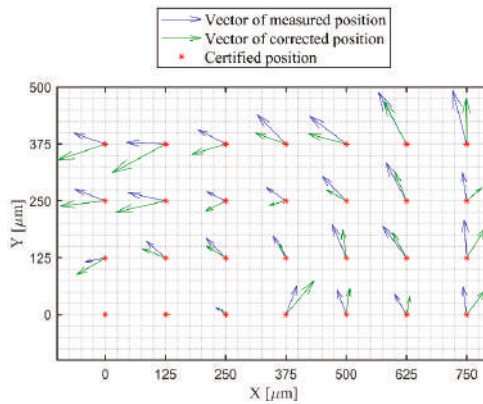 Vector of measured position
Vector of corrected position
Certified position
500
375
250
125
0
Y [μm]
0 125 250 375 500 625 750
X [μm]